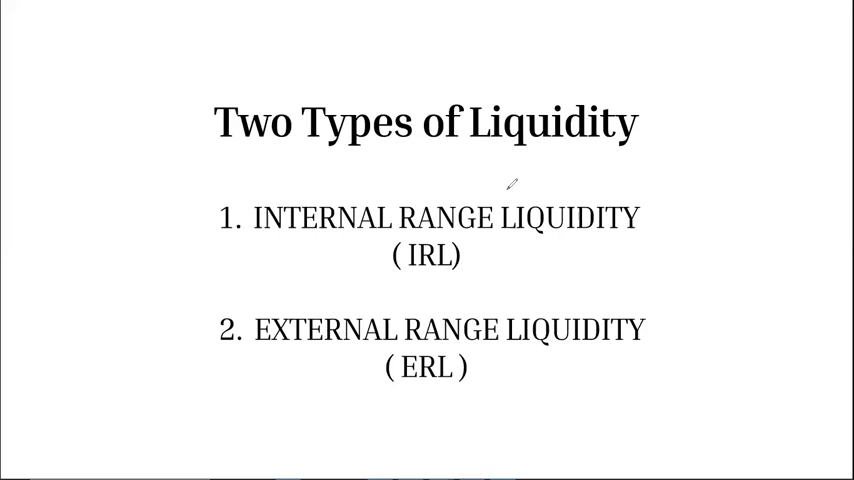 Two Types of Liquidity
1. INTERNAL RANGE LIQUIDITY
( IRL)
2. EXTERNAL RANGE LIQUIDITY
( ERL )